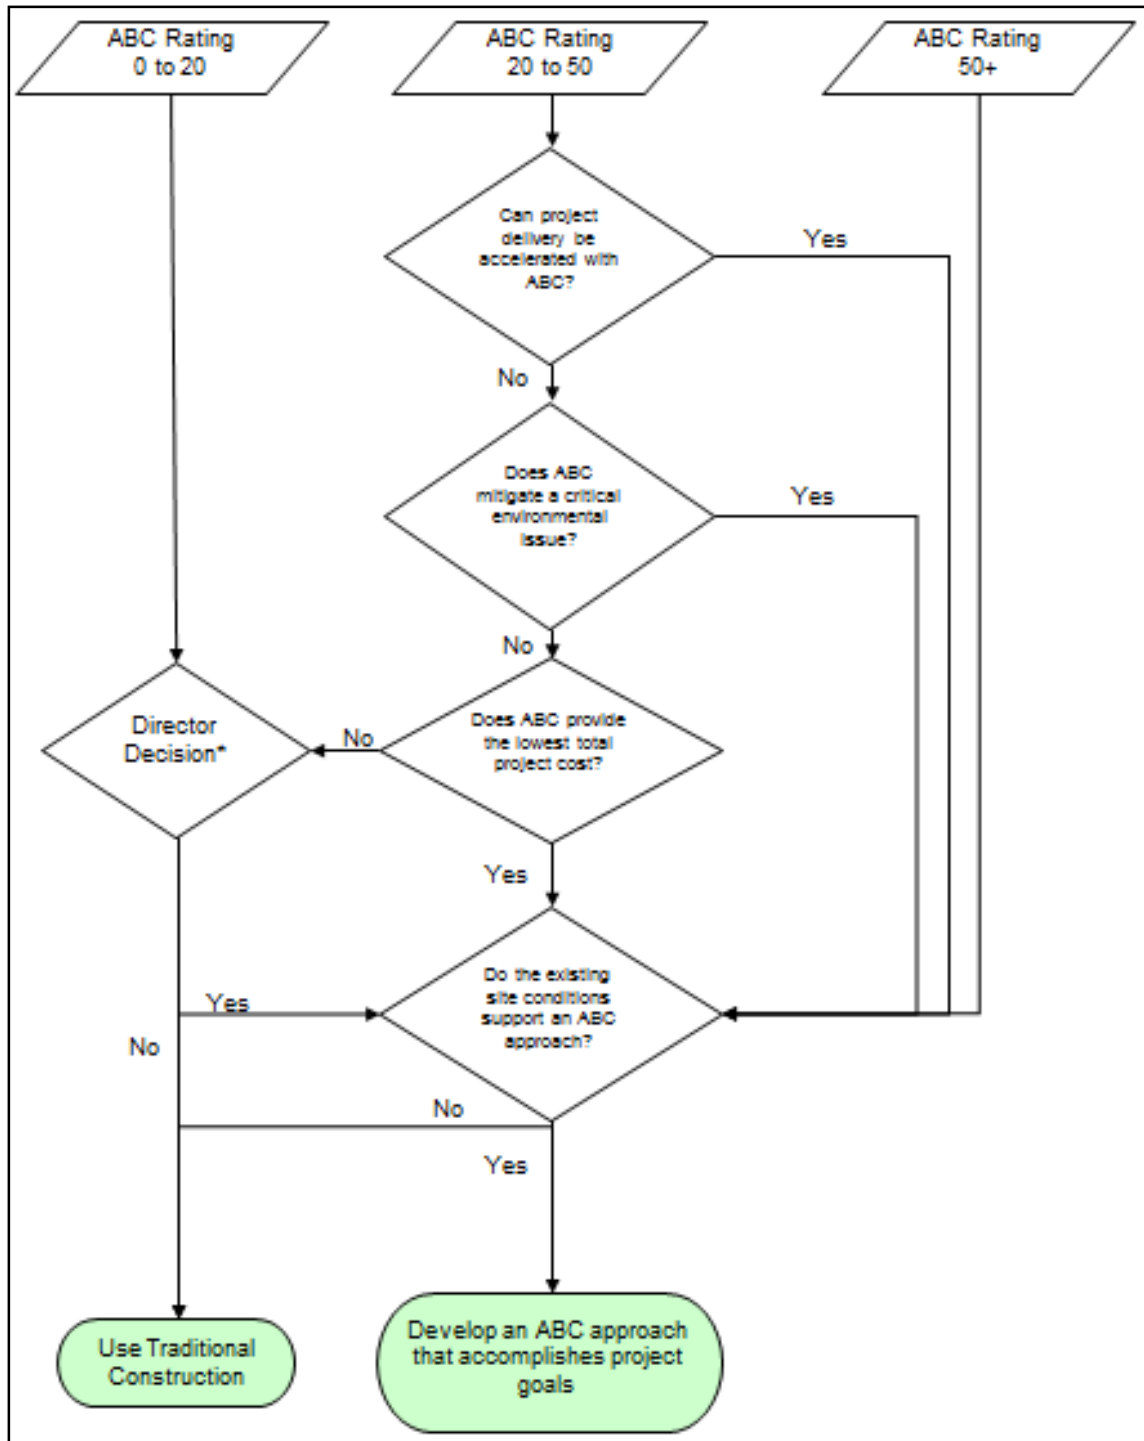 ABC Rating
0 to 20
ABC Rating
20 to 50
ABC Rating
50+
Can project
delivery be
accelerated with
ABC?
Yes
No
Does ABC
mitigate a critical
environmental
issue?
Yes
No
Director
Decision*
No
Does ABC provide
the lowest total
project cost?
Yes
Do the existing
site conditions
support an ABC
approach?
Yes
No
No
Yes
Use Traditional
Construction
Develop an ABC approach
that accomplishes project
goals